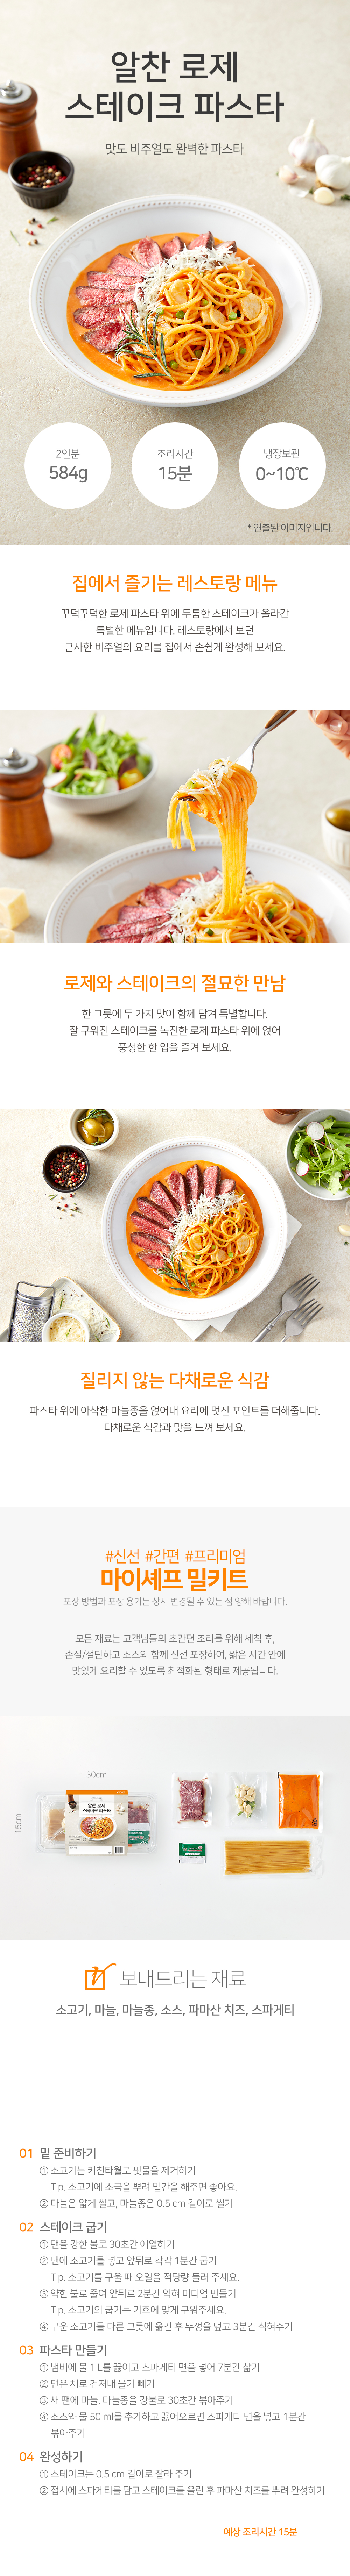 알찬 로제
스테이크 파스타
맛도 비주얼도 완벽한 파스타
2인분
584g
조리시간
15분
냉장보관
0~10℃
* 연출된 이미지입니다.
집에서 즐기는 레스토랑 메뉴
꾸덕꾸덕한 로제 파스타 위에 두툼한 스테이크가 올라간
특별한 메뉴입니다. 레스토랑에서 보던
근사한 비주얼의 요리를 집에서 손쉽게 완성해 보세요.
로제와 스테이크의 절묘한 만남
한 그릇에 두 가지 맛이 함께 담겨 특별합니다.
잘 구워진 스테이크를 녹진한 로제 파스타 위에 얹어
풍성한 한 입을 즐겨 보세요.
질리지 않는 다채로운 식감
파스타 위에 아삭한 마늘종을 얹어내 요리에 멋진 포인트를 더해줍니다.
다채로운 식감과 맛을 느껴 보세요.
#신선 #간편 #프리미엄
마이셰프 밀키트
포장 방법과 포장 용기는 상시 변경될 수 있는 점 양해 바랍니다.
모든 재료는 고객님들의 초간편 조리를 위해 세척 후,
손질/절단하고 소스와 함께 신선 포장하여, 짧은 시간 안에
맛있게 요리할 수 있도록 최적화된 형태로 제공됩니다.
30cm
15cm
알찬 로제
스테이크 파스타
보내드리는 재료
소고기, 마늘, 마늘종, 소스, 파마산 치즈, 스파게티
01 밑 준비하기
① 소고기는 키친타월로 핏물을 제거하기
Tip. 소고기에 소금을 뿌려 밑간을 해주면 좋아요.
② 마늘은 얇게 썰고, 마늘종은 0.5 cm 길이로 썰기
02 스테이크 굽기
① 팬을 강한 불로 30초간 예열하기
② 팬에 소고기를 넣고 앞뒤로 각각 1분간 굽기
Tip. 소고기를 구울 때 오일을 적당량 둘러 주세요.
③ 약한 불로 줄여 앞뒤로 2분간 익혀 미디엄 만들기
Tip. 소고기의 굽기는 기호에 맞게 구워주세요.
④ 구운 소고기를 다른 그릇에 옮긴 후 뚜껑을 덮고 3분간 식혀주기
03 파스타 만들기
① 냄비에 물 1 L를 끓이고 스파게티 면을 넣어 7분간 삶기
② 면은 체로 건져내 물기 빼기
③ 새 팬에 마늘, 마늘종을 강불로 30초간 볶아주기
④ 소스와 물 50 ml를 추가하고 끓어오르면 스파게티 면을 넣고 1분간
볶아주기
04 완성하기
① 스테이크는 0.5 cm 길이로 잘라 주기
② 접시에 스파게티를 담고 스테이크를 올린 후 파마산 치즈를 뿌려 완성하기
예상 조리시간 15분